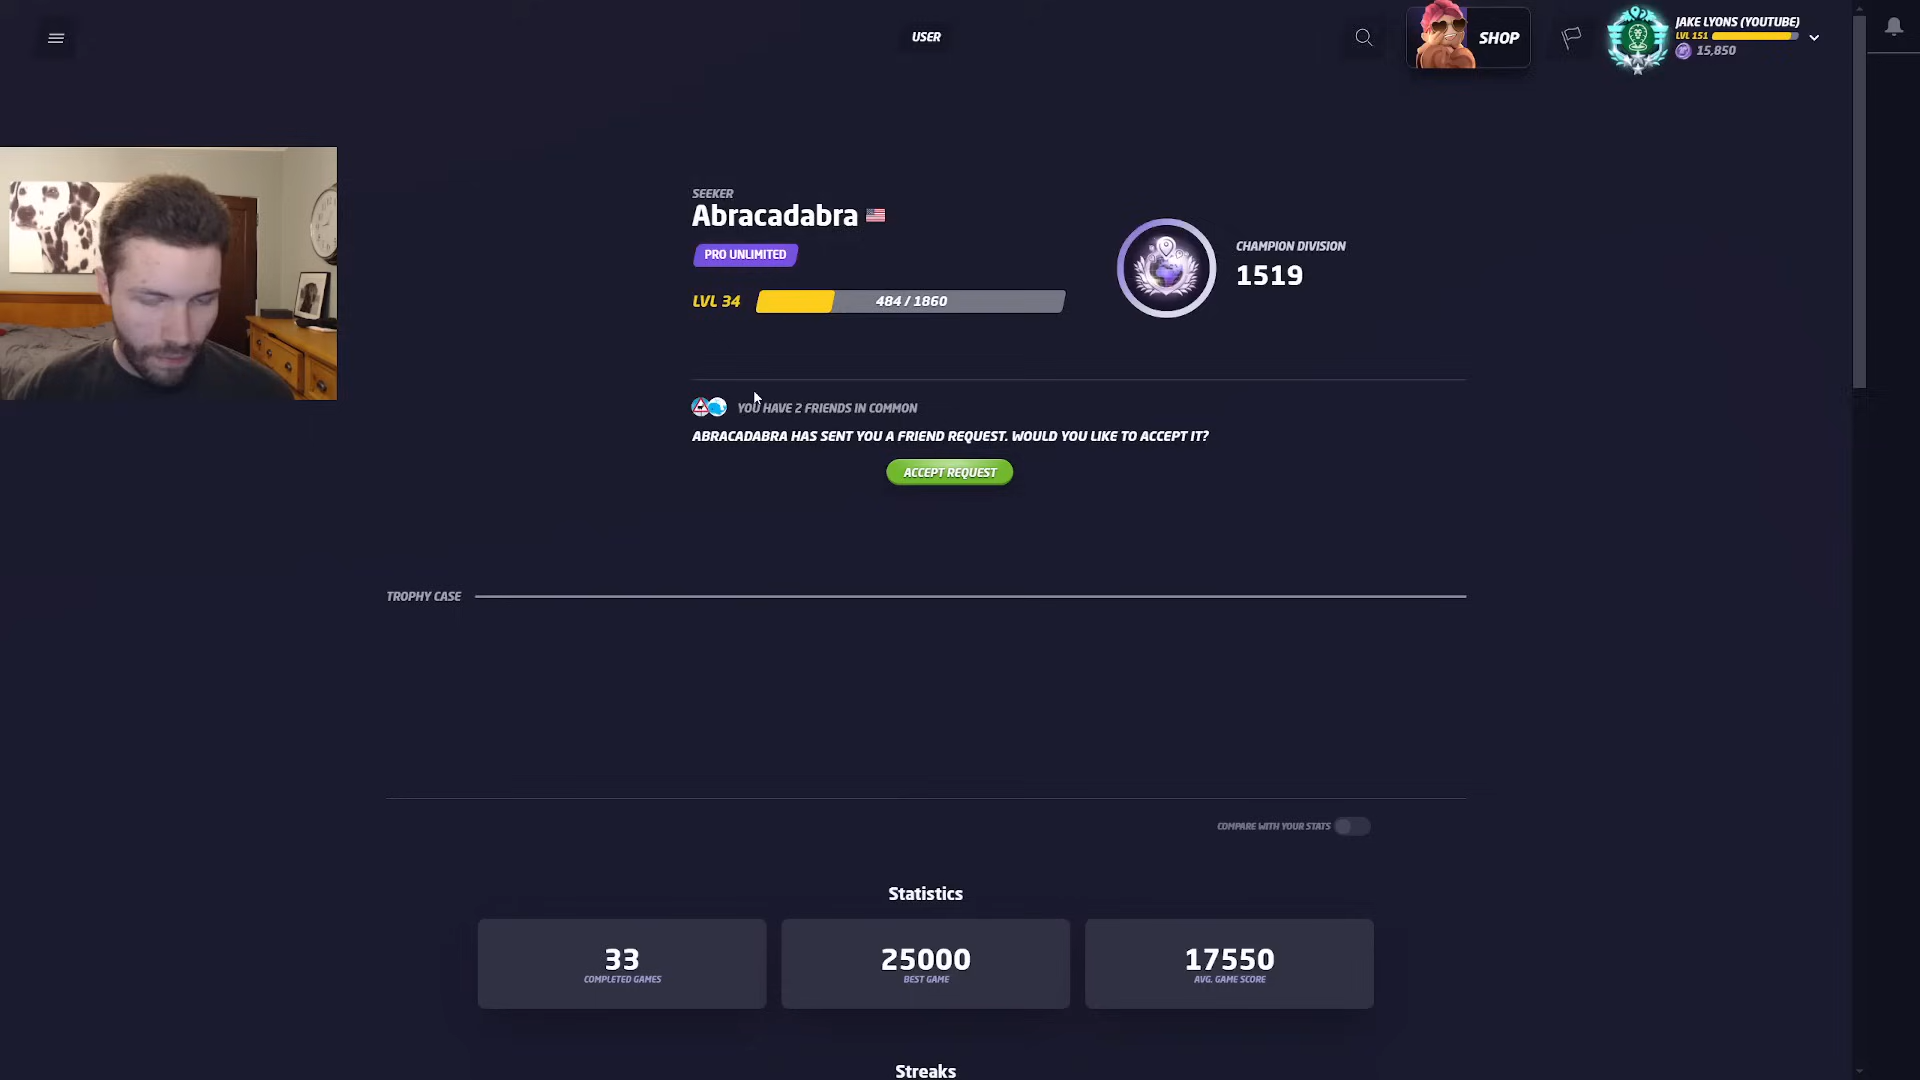 USER
SHOP
JAKE LYONS (YOUTUBE)
LVL 151
15,850
SEEKER
Abracadabra
PRO UNLIMITED
LVL 34
484 / 1860
CHAMPION DIVISION
1519
YOU HAVE 2 FRIENDS IN COMMON
ABRACADABRA HAS SENT YOU A FRIEND REQUEST. WOULD YOU LIKE TO ACCEPT IT?
ACCEPT REQUEST
TROPHY CASE
COMPARE WITH YOUR STATS
Statistics
33
COMPLETED GAMES
25000
BEST GAME
17550
AVG. GAME SCORE
Streaks